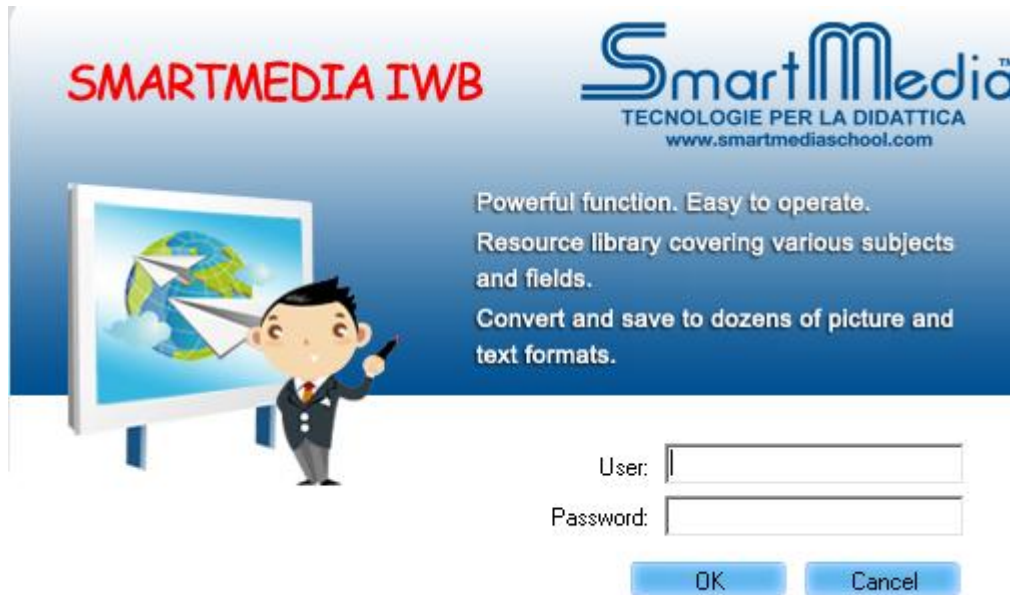 SMARTMEDIA IWB
SmartMedia™
TECNOLOGIE PER LA DIDATTICA
www.smartmediaschool.com
Powerful function. Easy to operate.
Resource library covering various subjects
and fields.
Convert and save to dozens of picture and
text formats.
User:
Password:
OK Cancel